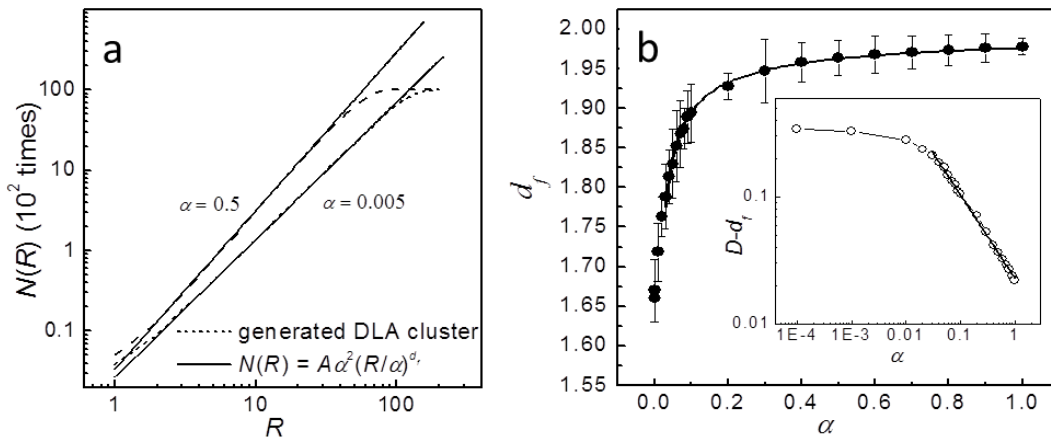 a
100
10
1
0.1
N(R) (10² times)
α = 0.5
α = 0.005
generated DLA cluster
N(R) = Aα²(R/α)^{d_f}
1
10
100
R
b
2.00
1.95
1.90
1.85
1.80
1.75
1.70
1.65
1.60
1.55
d_f
0.0 0.2 0.4 0.6 0.8 1.0
α
0.1
0.01
D-d_f
1E-4 1E-3 0.01 0.1 1
α